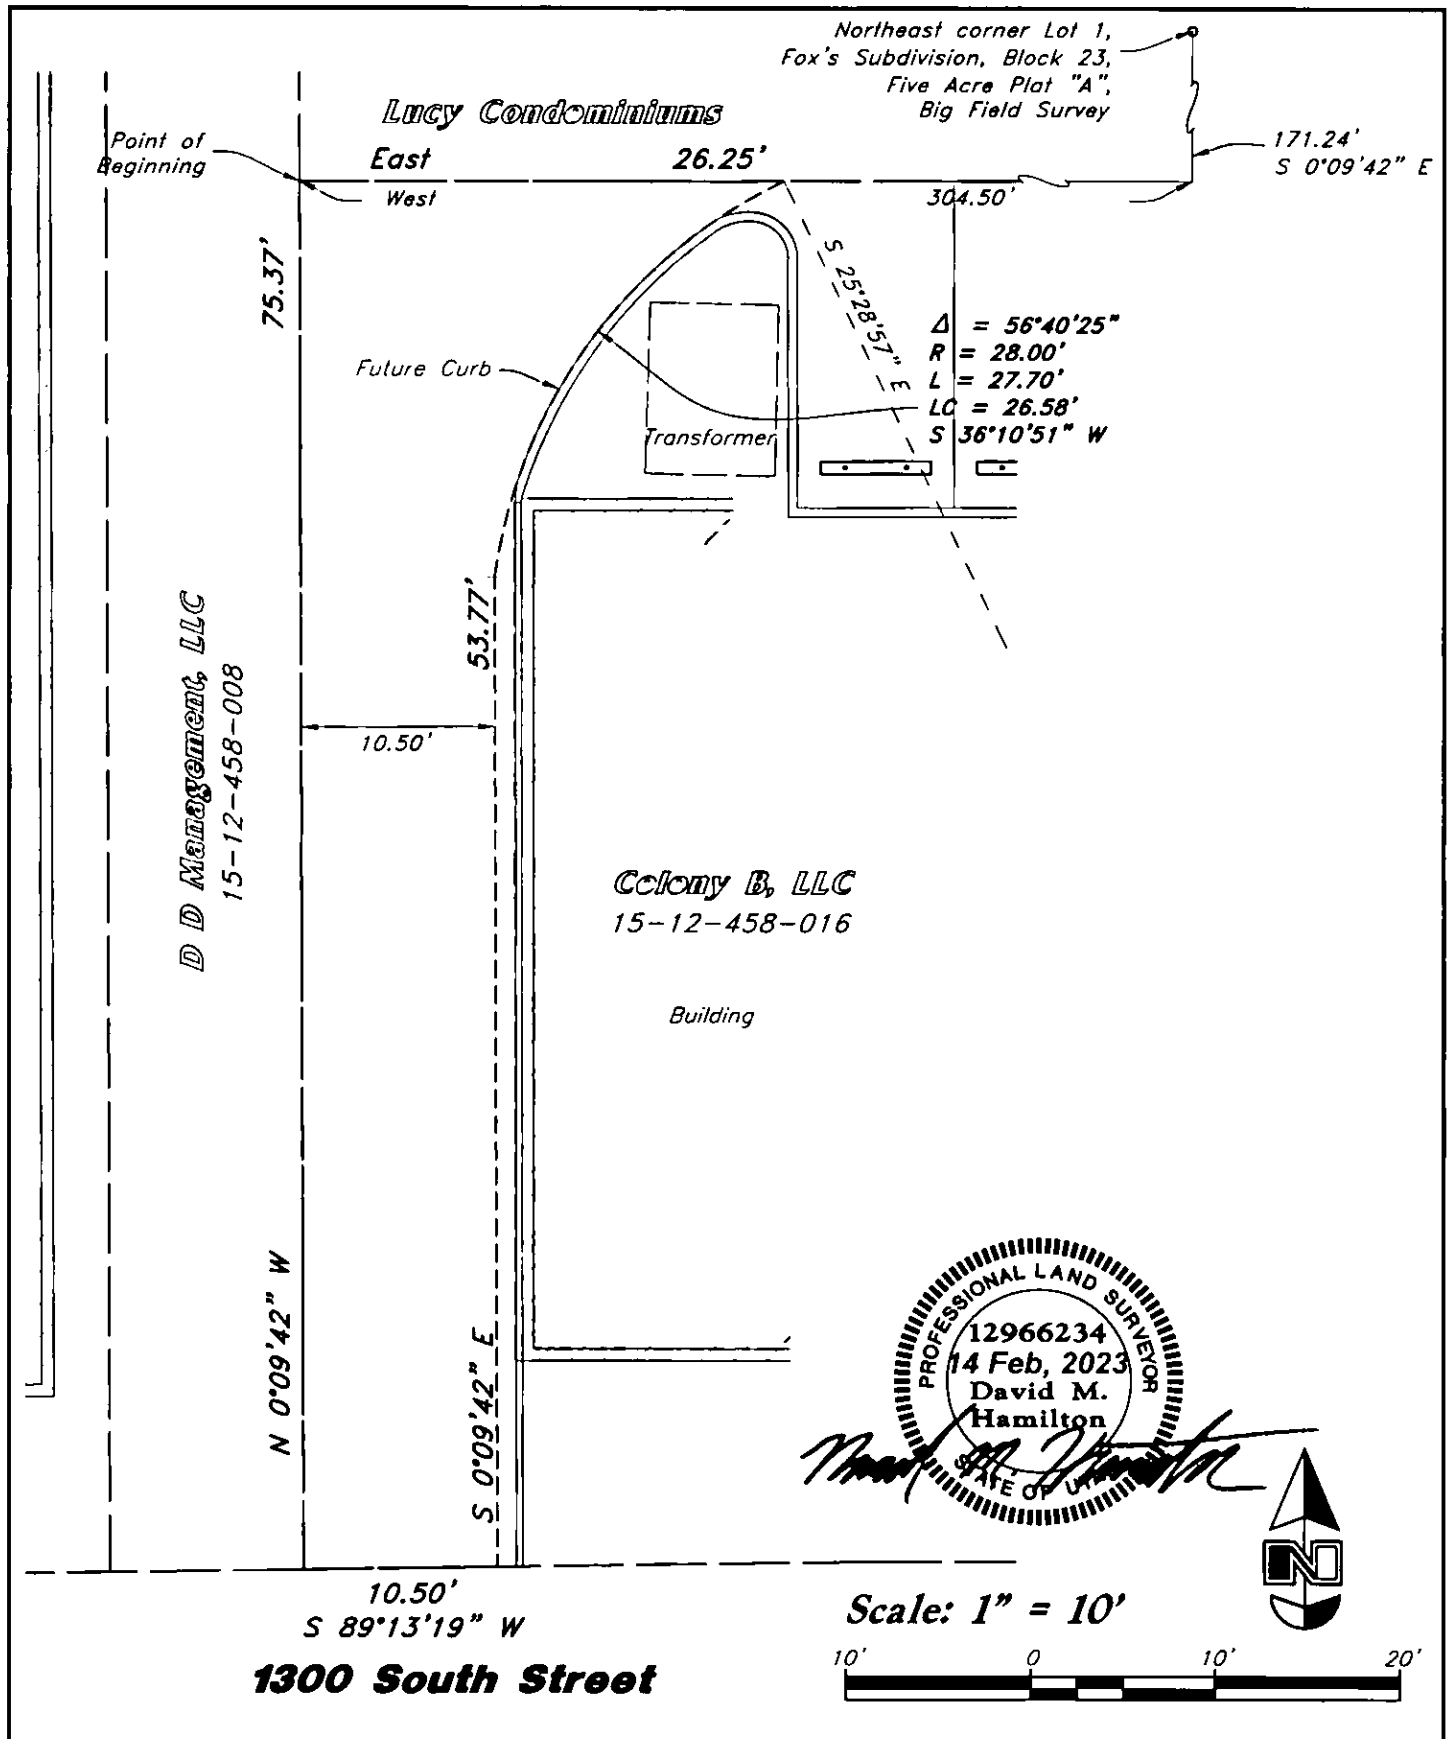 Northeast corner Lot 1,
Fox's Subdivision, Block 23,
Five Acre Plat "A",
Big Field Survey
Lucy Condominiums
Point of
Beginning
East 26.25'
171.24'
S 0°09'42" E
West
304.50'
75.37'
S 25°28'57" E
Δ = 56°40'25"
R = 28.00'
L = 27.70'
LC = 26.58'
S 36°10'51" W
Future Curb
Transformer
53.77'
D D Management, LLC
15-12-458-008
10.50'
Colony B, LLC
15-12-458-016
Building
N 0°09'42" W
S 0°09'42" E
PROFESSIONAL LAND SURVEYOR
12966234
14 Feb, 2023
David M.
Hamilton
STATE OF UTAH
N
10.50'
S 89°13'19" W
Scale: 1" = 10'
1300 South Street
10' 0 10' 20'